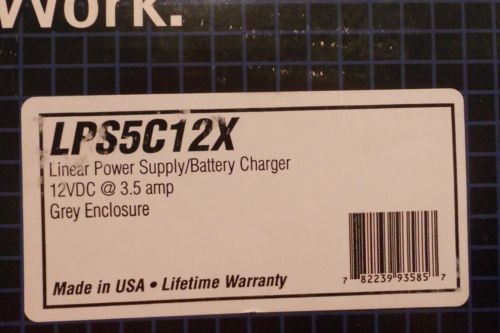 Work.
LPS5C12X
Linear Power Supply/Battery Charger
12VDC @ 3.5 amp
Grey Enclosure
Made in USA • Lifetime Warranty
7 82239 93585 7